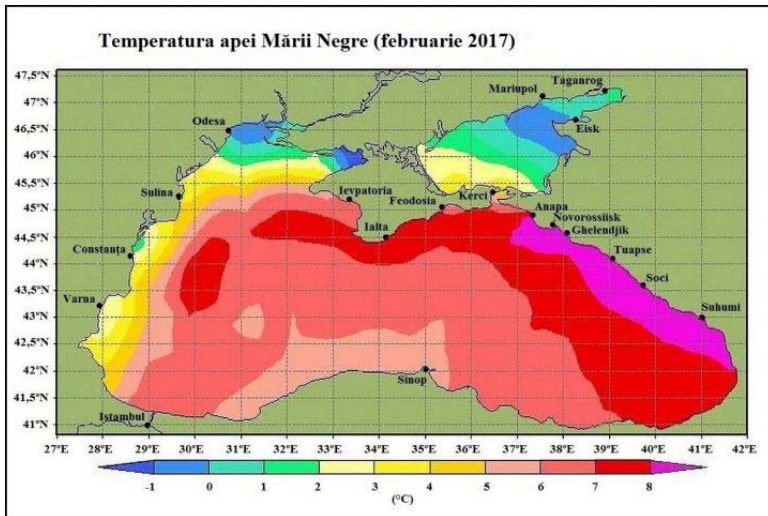 Temperatura apei Mării Negre (februarie 2017)
47,5°N
Taganrog
Mariupol
47°N
Odesa
46,5°N
Eisk
46°N
45,5°N
Sulina
Ievpatoria
Kerci
Feodosia
45°N
Anapa
Novorossiisk
Ialta
Ghelendjik
44,5°N
Constanța
Tuapse
44°N
Soci
43,5°N
Varna
Suhumi
43°N
42,5°N
42°N
Sinop
41,5°N
Istambul
41°N
27°E 28°E 29°E 30°E 31°E 32°E 33°E 34°E 35°E 36°E 37°E 38°E 39°E 40°E 41°E 42°E
-1 0 1 2 3 4 5 6 7 8
(°C)